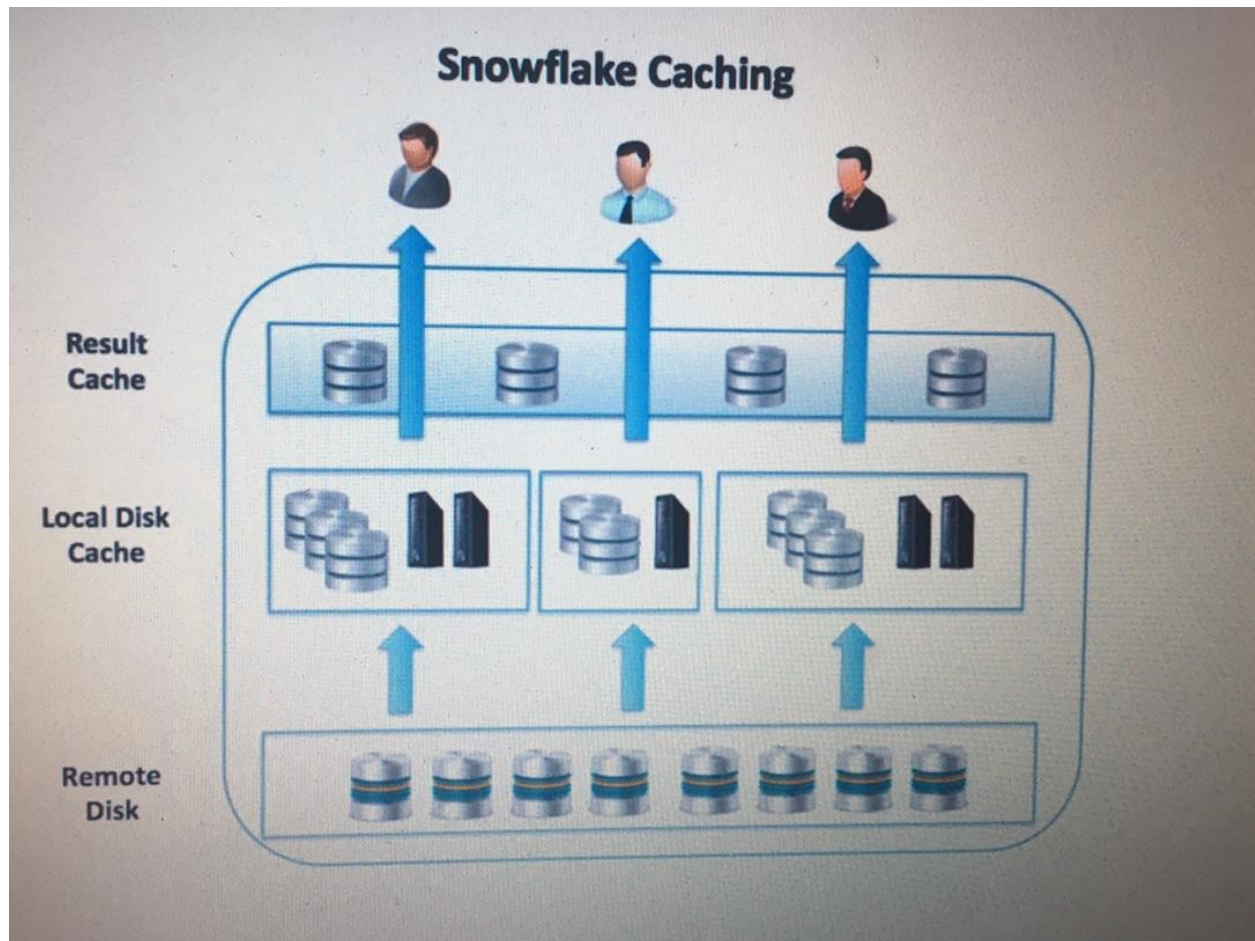 Snowflake Caching
Result
Cache
Local Disk
Cache
Remote
Disk